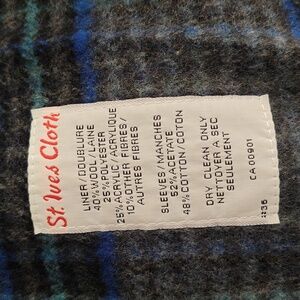 St. Ives Cloth
LINER/DOUBLURE
40% WOOL/LAINE
25% POLYESTER
25% ACRYLIC/ACRYLIQUE
10% OTHER FIBRES/
AUTRES FIBRES
SLEEVES/MANCHES
52% ACETATE
48% COTTON/COTON
DRY CLEAN ONLY
NETTOYER A SEC
SEULEMENT
CA 00901
#36